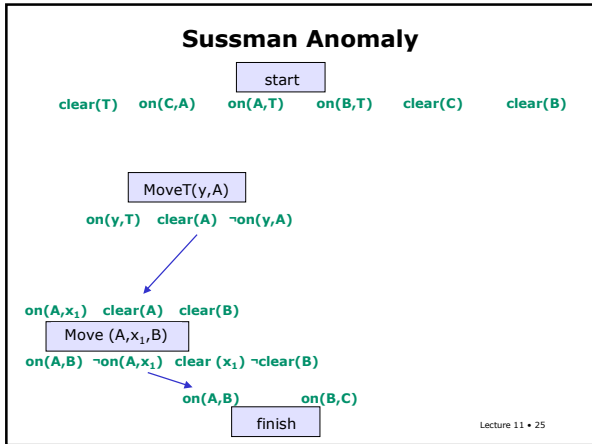 Sussman Anomaly
start
clear(T) on(C,A) on(A,T) on(B,T) clear(C) clear(B)
MoveT(y,A)
on(y,T) clear(A) ¬on(y,A)
on(A,x₁) clear(A) clear(B)
Move (A,x₁,B)
on(A,B) ¬on(A,x₁) clear (x₁) ¬clear(B)
on(A,B) on(B,C)
finish
Lecture 11 • 25